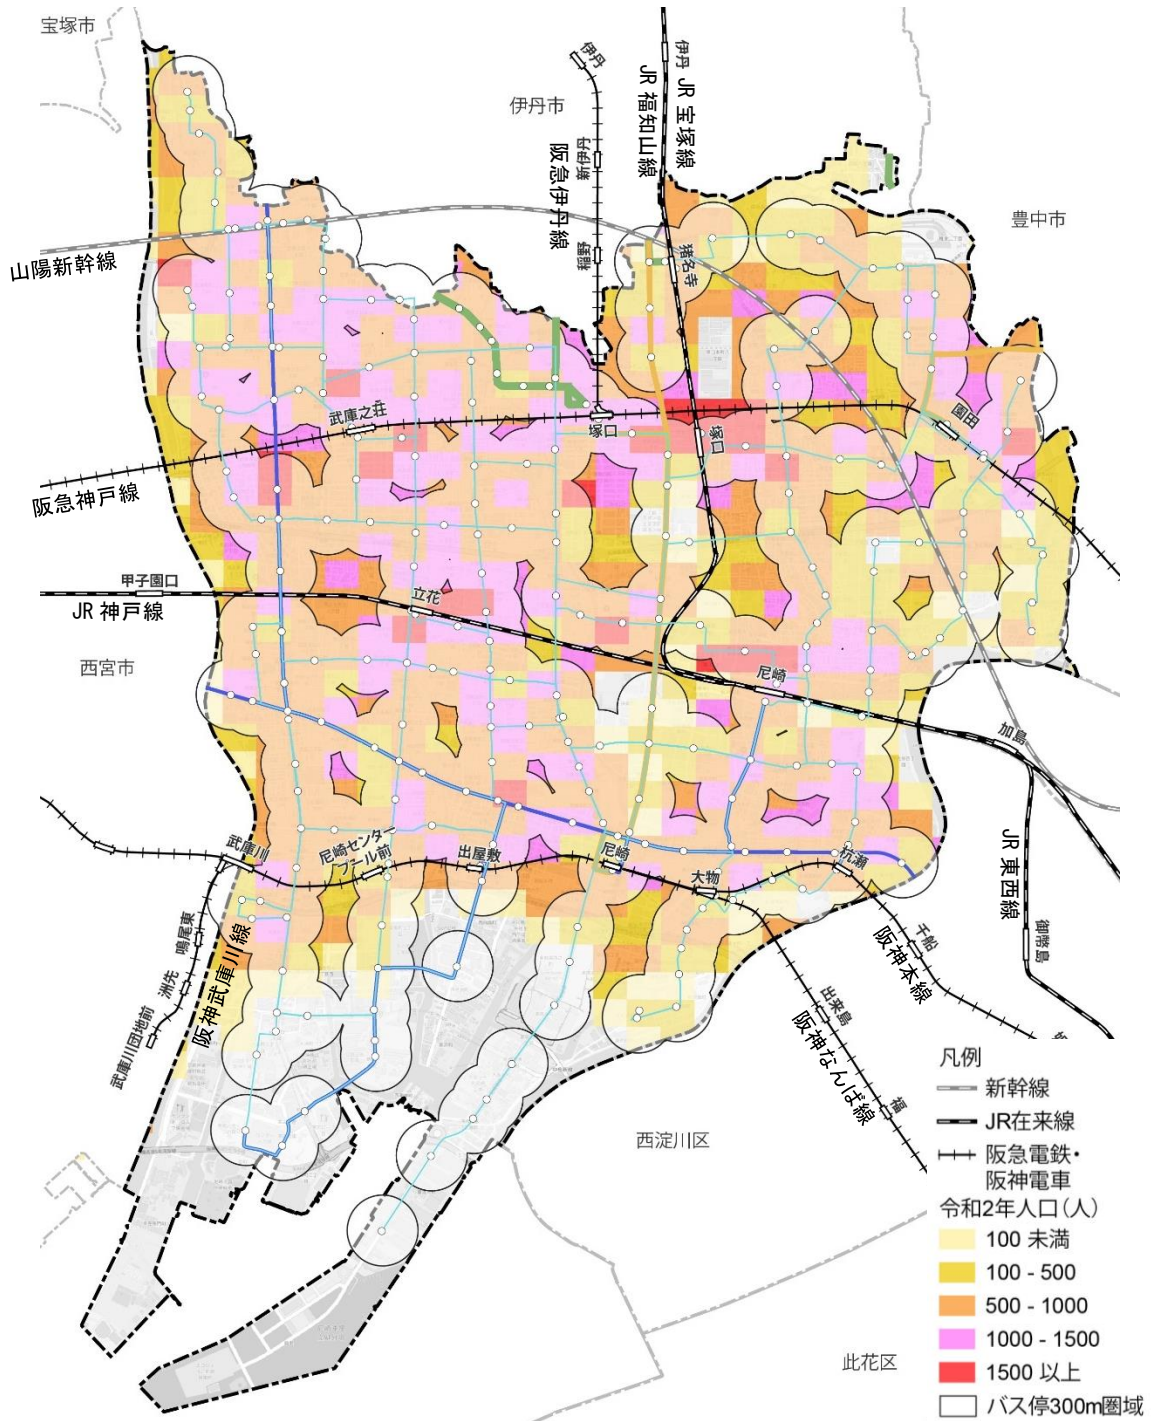 宝塚市
伊丹市
豊中市
西宮市
西淀川区
此花区
伊丹
新伊丹
稲野
阪急伊丹線
伊丹
JR 福知山線
JR 宝塚線
猪名寺
山陽新幹線
武庫之荘
塚口
塚口
園田
阪急神戸線
甲子園口
JR 神戸線
立花
尼崎
加島
JR 東西線
御幣島
武庫川
尼崎センター
プール前
出屋敷
尼崎
大物
杭瀬
千船
阪神本線
出来島
阪神なんば線
福
鳴尾東
洲先
武庫川団地前
阪神武庫川線
凡例
新幹線
JR在来線
阪急電鉄・
阪神電車
令和2年人口(人)
100 未満
100 - 500
500 - 1000
1000 - 1500
1500 以上
バス停300m圏域